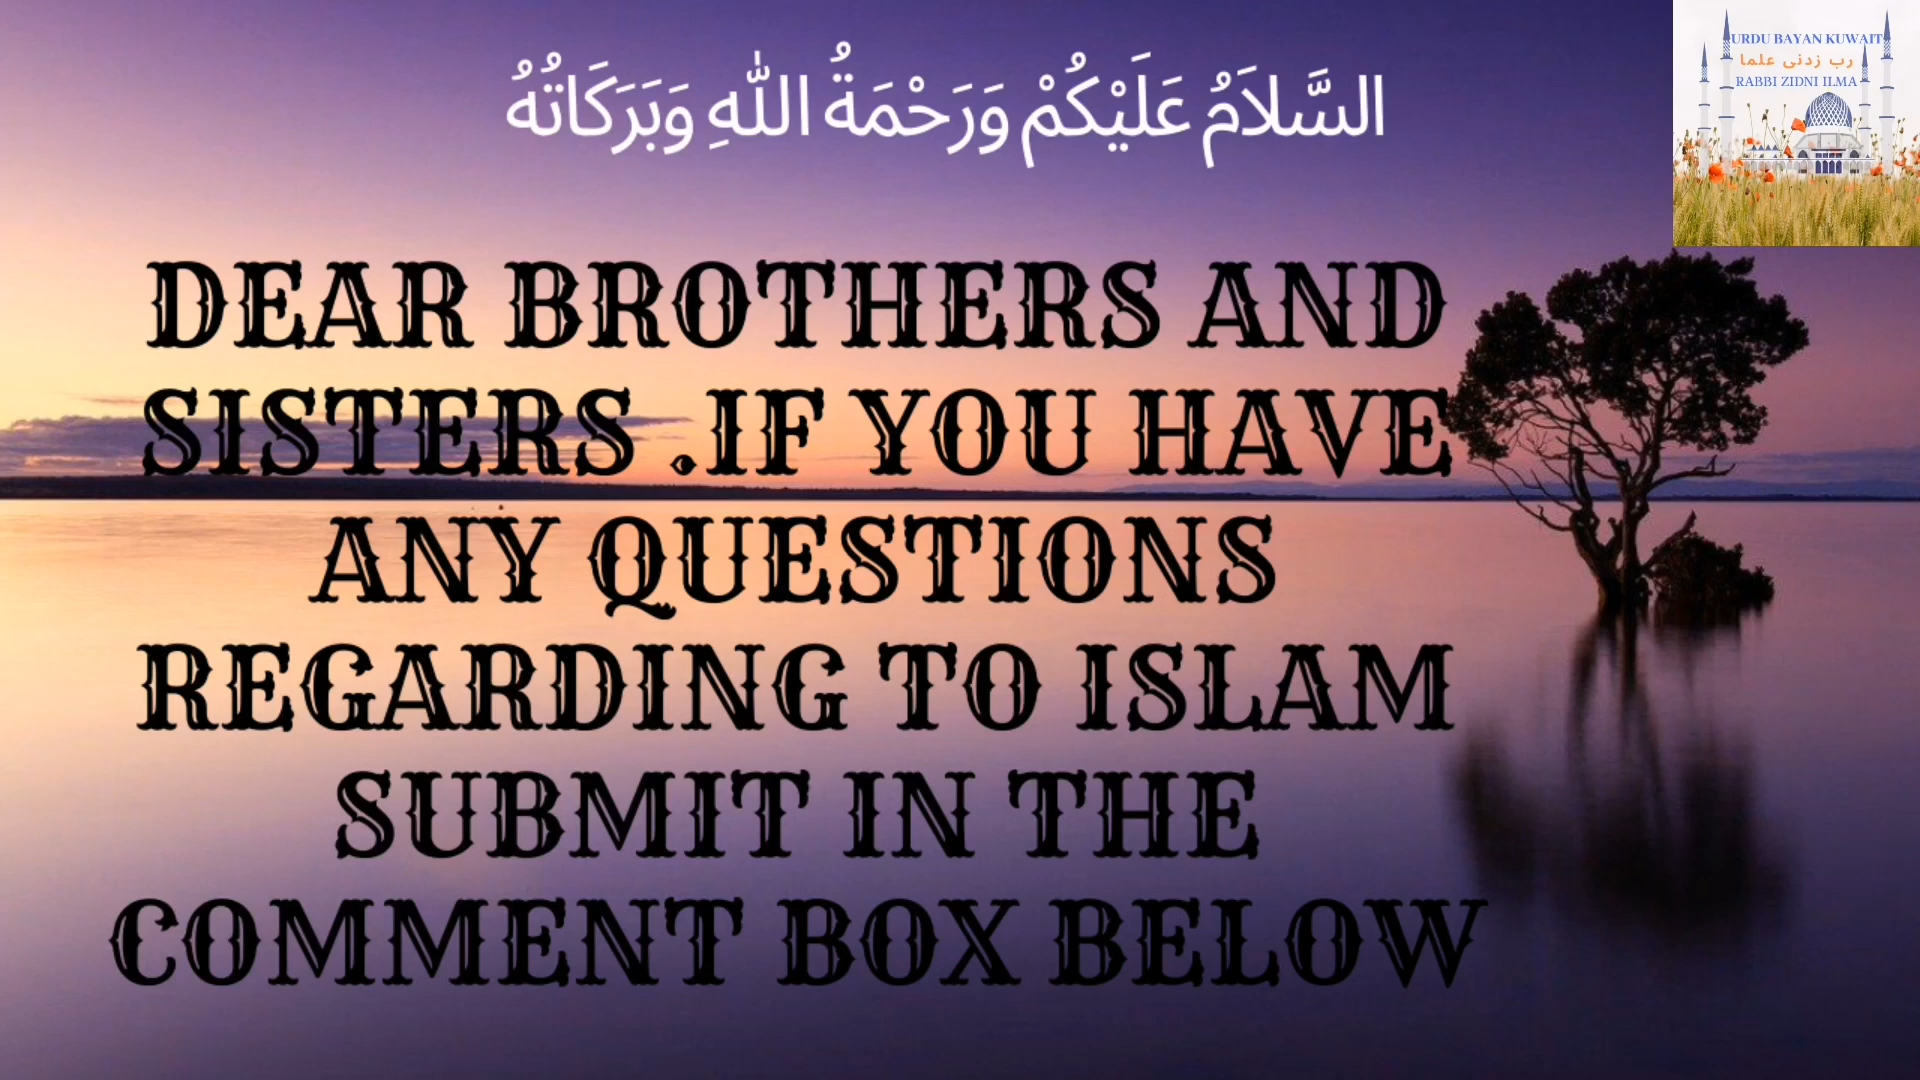 السَّلاَمُ عَلَيْكُمْ وَرَحْمَةُ اللهِ وَبَرَكَاتُهُ
URDU BAYAN KUWAIT
رب زدنی علما
RABBI ZIDNI ILMA
DEAR BROTHERS AND
SISTERS .IF YOU HAVE
ANY QUESTIONS
REGARDING TO ISLAM
SUBMIT IN THE
COMMENT BOX BELOW